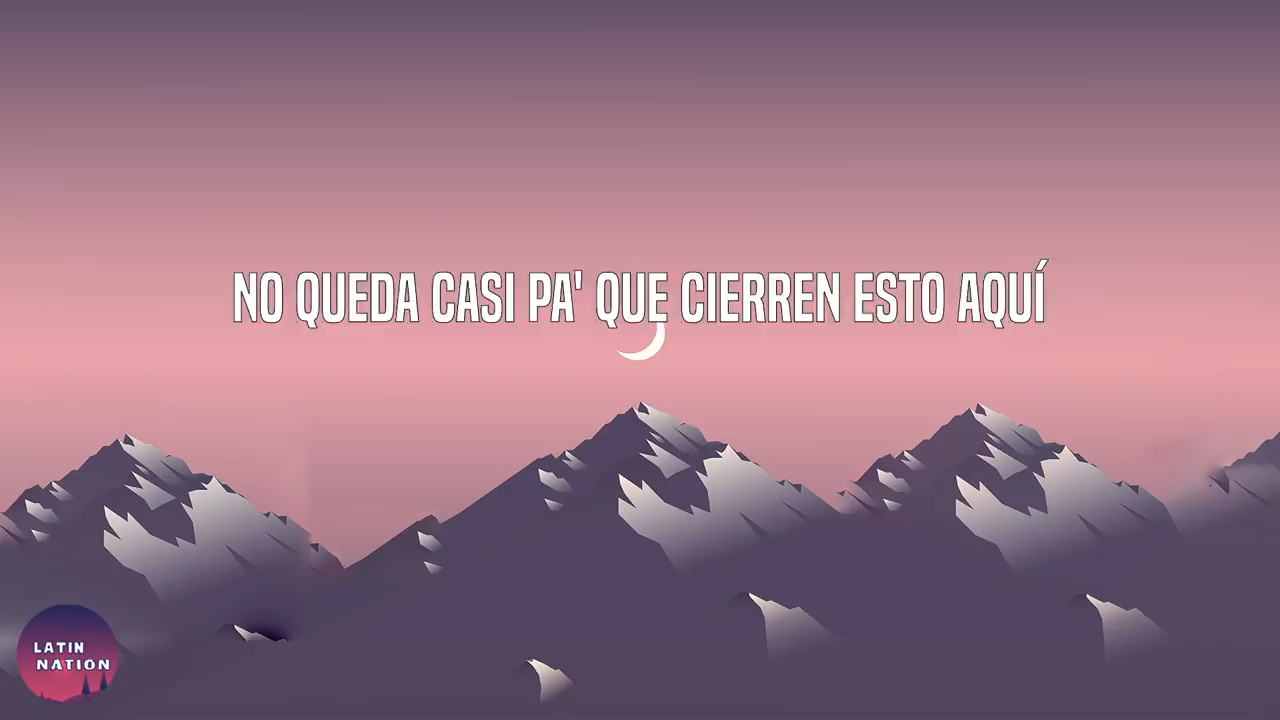 NO QUEDA CASI PA' QUE CIERREN ESTO AQUÍ
LATIN
NATION